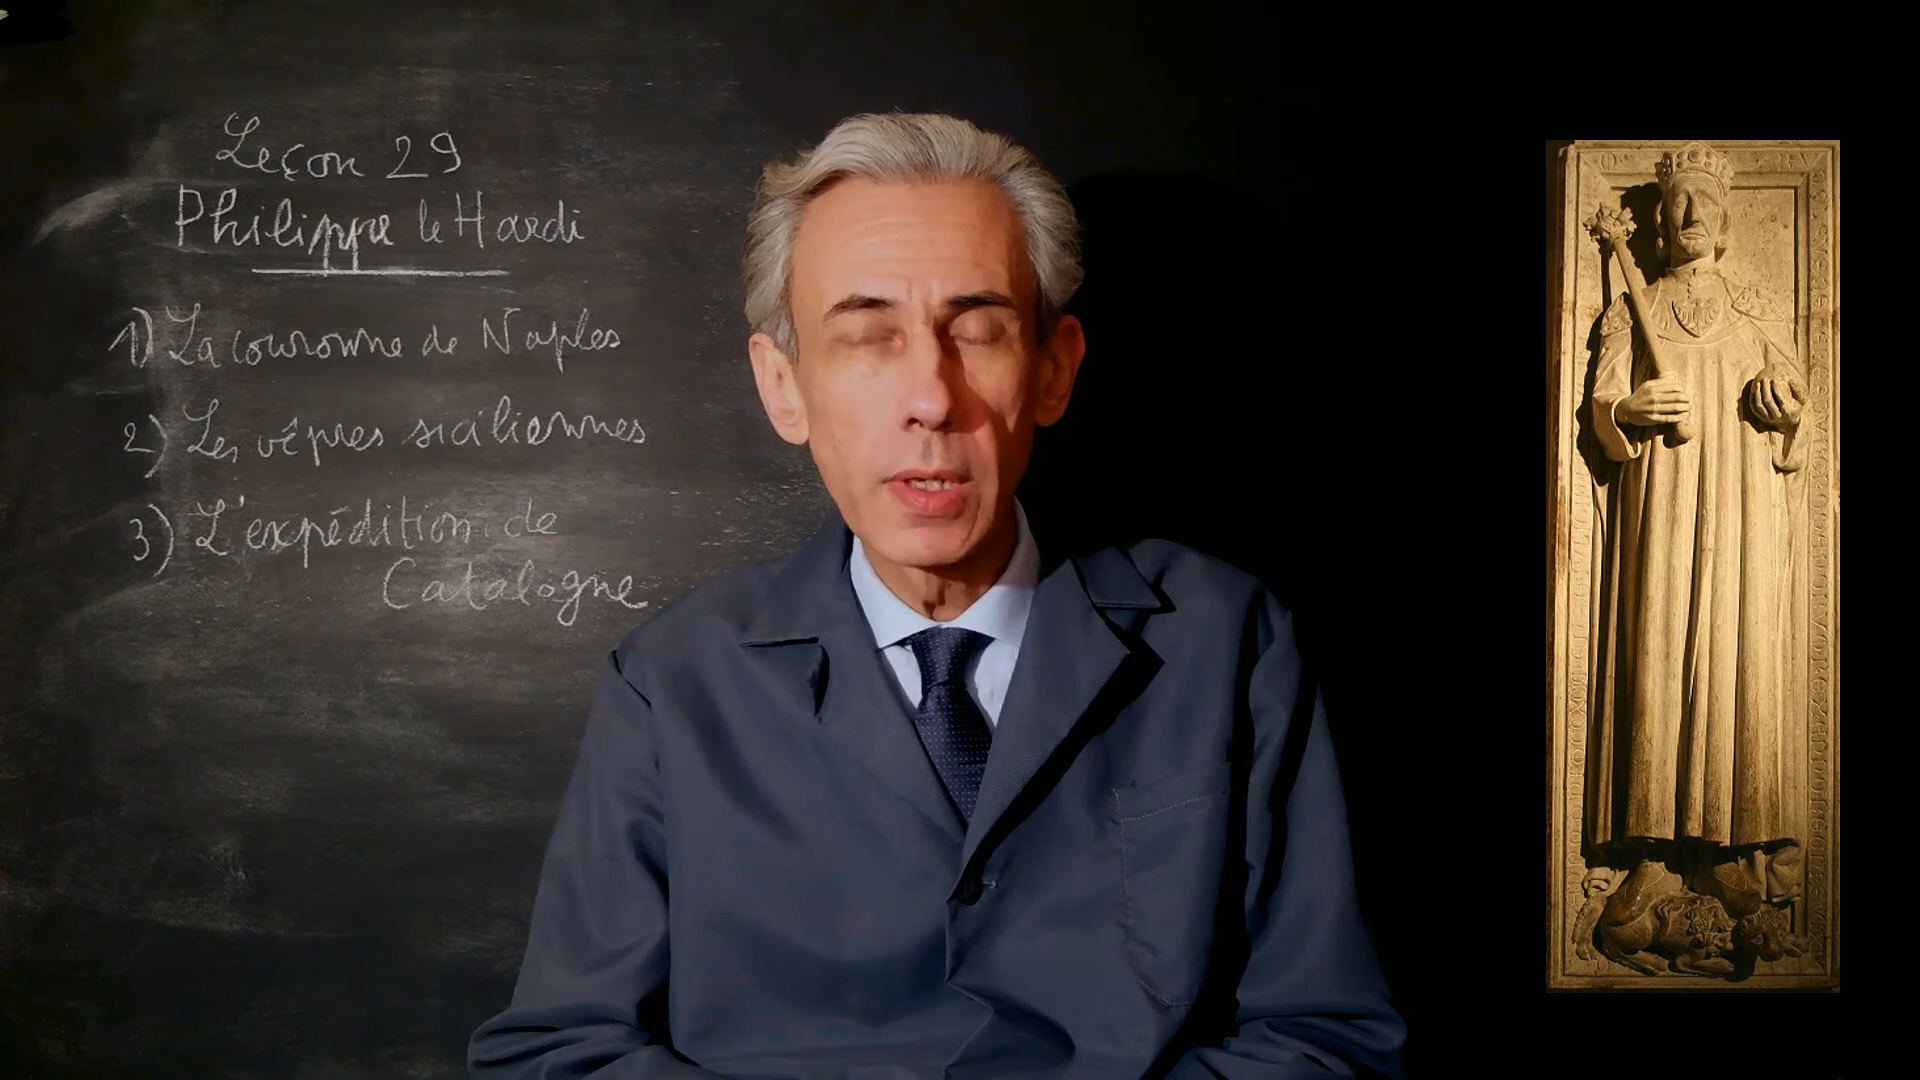 Leçon 29
Philippe le Hardi
1) La couronne de Naples
2) Les vêpres siciliennes
3) L'expédition de
Catalogne